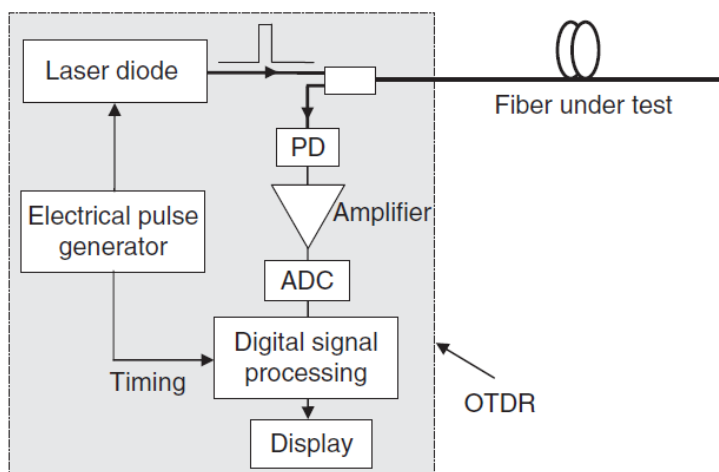 Laser diode
Fiber under test
PD
Electrical pulse
generator
Amplifier
ADC
Digital signal
processing
Timing
OTDR
Display